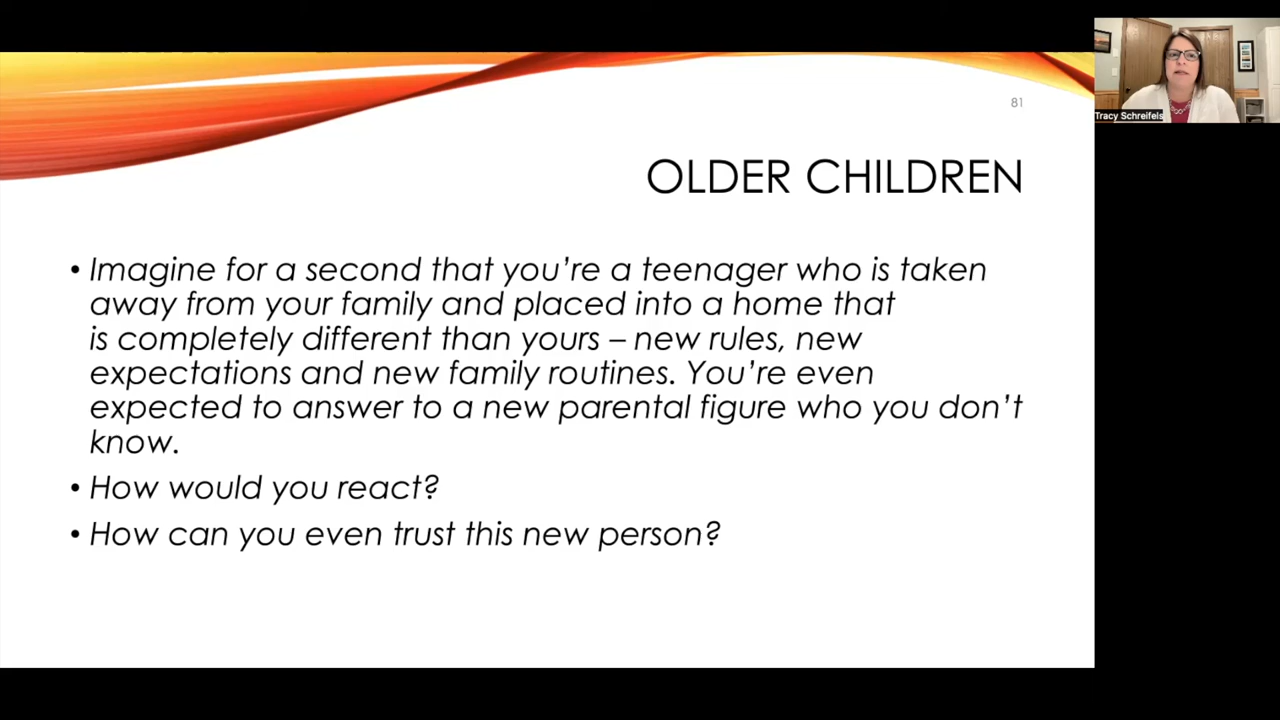 81
OLDER CHILDREN
• Imagine for a second that you’re a teenager who is taken
away from your family and placed into a home that
is completely different than yours – new rules, new
expectations and new family routines. You’re even
expected to answer to a new parental figure who you don’t
know.
• How would you react?
• How can you even trust this new person?
Tracy Schreifels